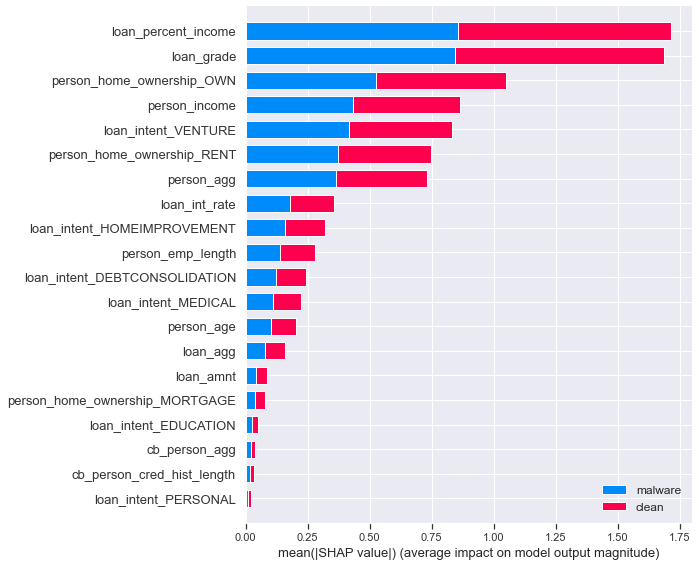 loan_percent_income
loan_grade
person_home_ownership_OWN
person_income
loan_intent_VENTURE
person_home_ownership_RENT
person_agg
loan_int_rate
loan_intent_HOMEIMPROVEMENT
person_emp_length
loan_intent_DEBTCONSOLIDATION
loan_intent_MEDICAL
person_age
loan_agg
loan_amnt
person_home_ownership_MORTGAGE
loan_intent_EDUCATION
cb_person_agg
cb_person_cred_hist_length
loan_intent_PERSONAL
malware
clean
0.00 0.25 0.50 0.75 1.00 1.25 1.50 1.75
mean(|SHAP value|) (average impact on model output magnitude)